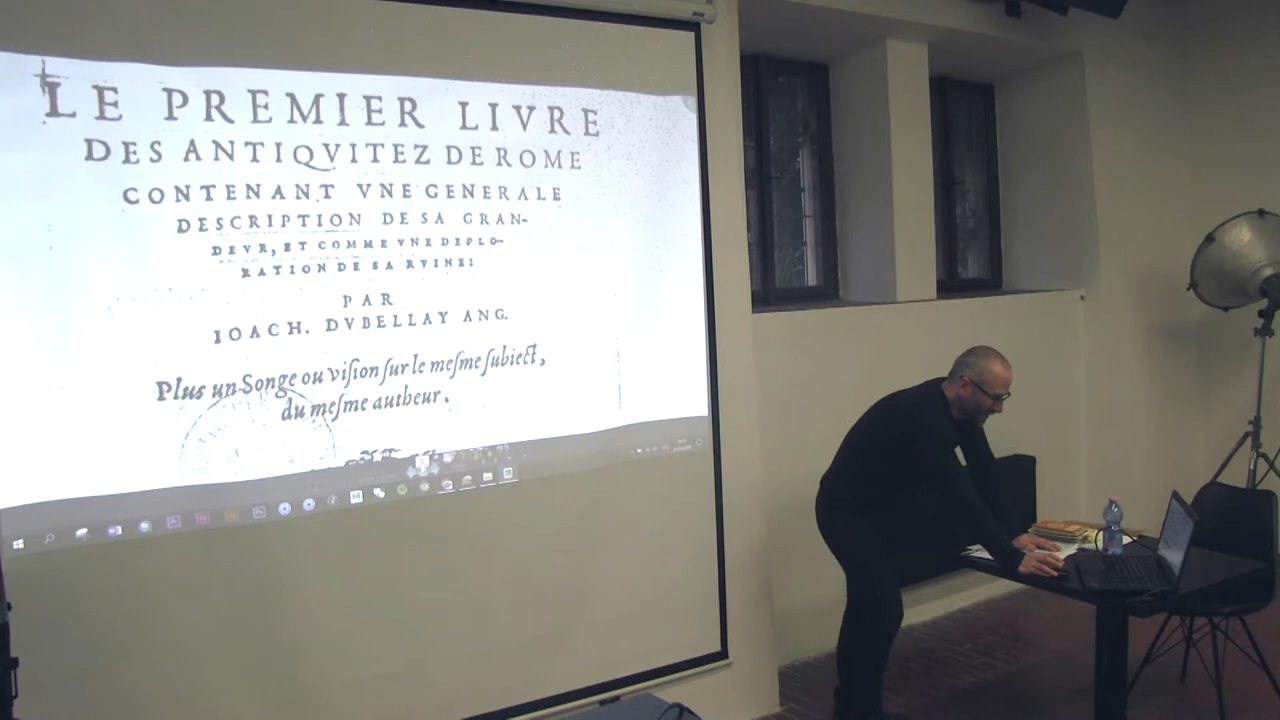 LE PREMIER LIVRE
DES ANTIQVITEZ DE ROME
CONTENANT VNE GENERALE
DESCRIPTION DE SA GRAN-
DEVR, ET COMME VNE DEPLO-
RATION DE SA RVINE:
PAR
IOACH. DVBELLAY ANG.
Plus un Songe ou viſion ſur le meſme ſubiect,
du meſme autheur.